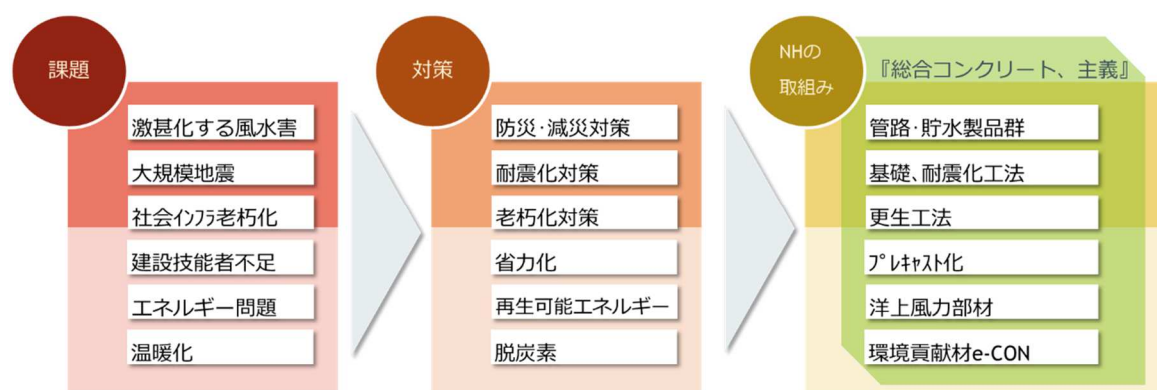 課題
激甚化する風水害
大規模地震
社会ｲﾝﾌﾗ老朽化
建設技能者不足
エネルギー問題
温暖化
対策
防災･減災対策
耐震化対策
老朽化対策
省力化
再生可能エネルギー
脱炭素
NHの
取組み
『総合コンクリート、主義』
管路･貯水製品群
基礎､耐震化工法
更生工法
ﾌﾟﾚｷｬｽﾄ化
洋上風力部材
環境貢献材e-CON